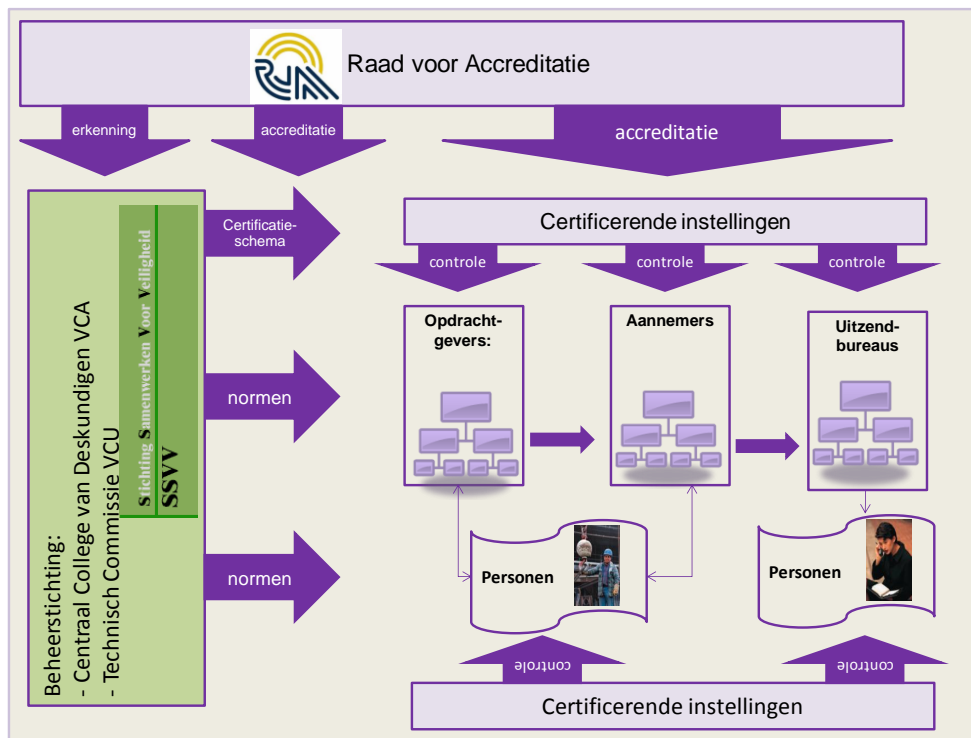 RVA Raad voor Accreditatie
erkenning
accreditatie
accreditatie
Beheerstichting:
- Centraal College van Deskundigen VCA
- Technisch Commissie VCU
Stichting Samenwerken Voor Veiligheid
SSVV
Certificatie-
schema
normen
normen
Certificerende instellingen
controle
controle
controle
Opdracht-
gevers:
Aannemers
Uitzend-
bureaus
Personen
Personen
controle
controle
Certificerende instellingen